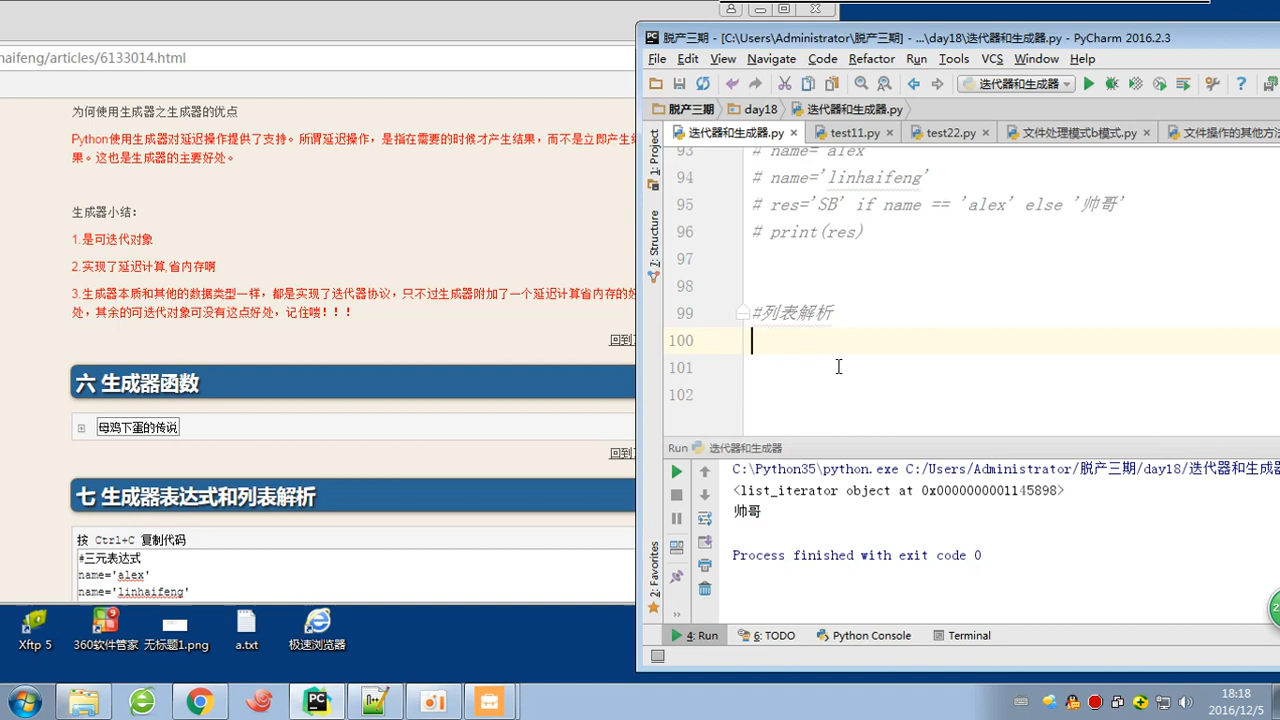 haifeng/articles/6133014.html
为何使用生成器之生成器的优点
Python使用生成器对延迟操作提供了支持。所谓延迟操作，是指在需要的时候才产生结果，而不是立即产生
果。这也是生成器的主要好处。
生成器小结：
1.是可迭代对象
2.实现了延迟计算,省内存啊
3.生成器本质和其他的数据类型一样，都是实现了迭代器协议，只不过生成器附加了一个延迟计算省内存的
处，其余的可迭代对象可没有这点好处，记住喽！！！
回到
六 生成器函数
母鸡下蛋的传说
回到
七 生成器表达式和列表解析
按 Ctrl+C 复制代码
#三元表达式
name='alex'
name='linhaifeng'
脱产三期 - [C:\Users\Administrator\脱产三期] - ...\day18\迭代器和生成器.py - PyCharm 2016.2.3
File Edit View Navigate Code Refactor Run Tools VCS Window Help
迭代器和生成器
脱产三期 day18 迭代器和生成器.py
迭代器和生成器.py test11.py test22.py 文件处理模式b模式.py 文件操作的其他方
1: Project
7: Structure
2: Favorites
93 # name='alex'
94 # name='linhaifeng'
95 # res='SB' if name == 'alex' else '帅哥'
96 # print(res)
97
98
99 #列表解析
100
101
102
Run 迭代器和生成器
C:\Python35\python.exe C:/Users/Administrator/脱产三期/day18/迭代器和生成
<list_iterator object at 0x0000000001145898>
帅哥
Process finished with exit code 0
4: Run 6: TODO Python Console Terminal
Xftp 5 360软件管家 无标题1.png a.txt 极速浏览器
18:18
2016/12/5